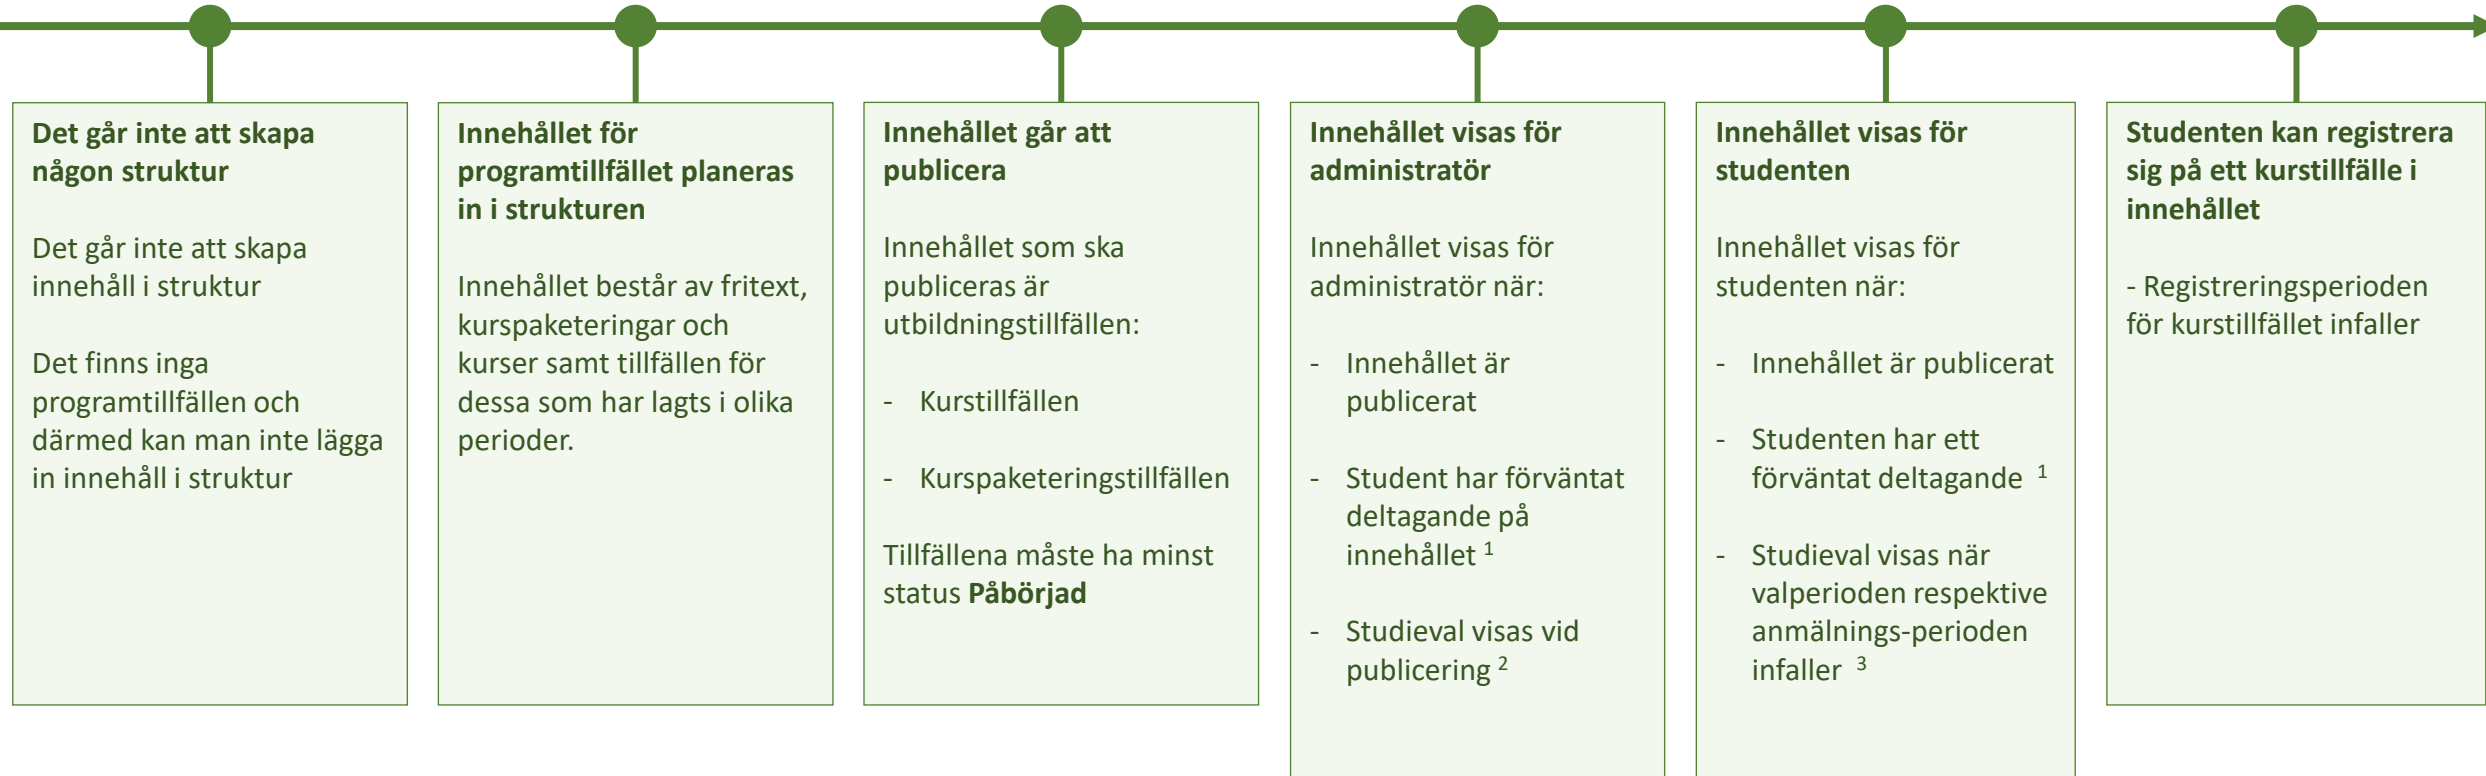 Det går inte att skapa
någon struktur
Det går inte att skapa
innehåll i struktur
Det finns inga
programtillfällen och
därmed kan man inte lägga
in innehåll i struktur
Innehållet för
programtillfället planeras
in i strukturen
Innehållet består av fritext,
kurspaketeringar och
kurser samt tillfällen för
dessa som har lagts i olika
perioder.
Innehållet går att
publicera
Innehållet som ska
publiceras är
utbildningstillfällen:
- Kurstillfällen
- Kurspaketeringstillfällen
Tillfällena måste ha minst
status Påbörjad
Innehållet visas för
administratör
Innehållet visas för
administratör när:
- Innehållet är
publicerat
- Student har förväntat
deltagande på
innehållet 1
- Studieval visas vid
publicering 2
Innehållet visas för
studenten
Innehållet visas för
studenten när:
- Innehållet är publicerat
- Studenten har ett
förväntat deltagande 1
- Studieval visas när
valperioden respektive
anmälnings-perioden
infaller 3
Studenten kan registrera
sig på ett kurstillfälle i
innehållet
- Registreringsperioden
för kurstillfället infaller